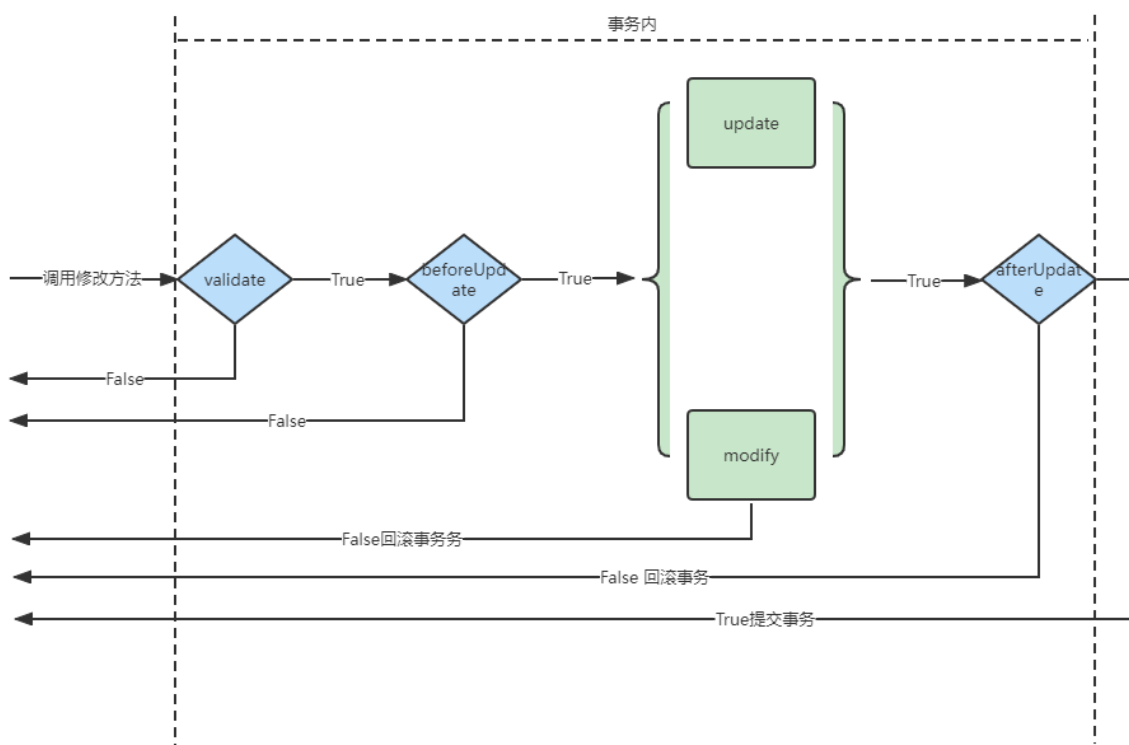 事务内
update
调用修改方法
validate
True
beforeUpd
ate
True
True
afterUpdat
e
False
False
modify
False回滚事务务
False 回滚事务
True提交事务